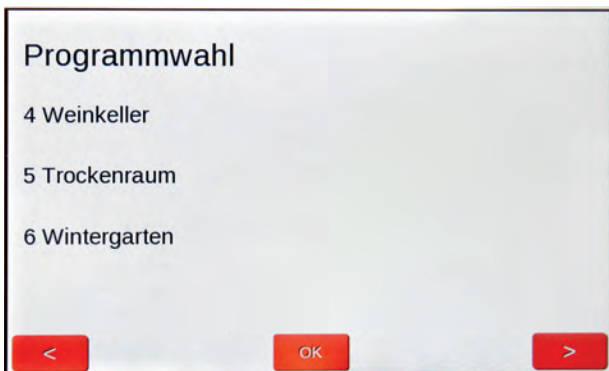 Programmwahl
4 Weinkeller
5 Trockenraum
6 Wintergarten
< OK >